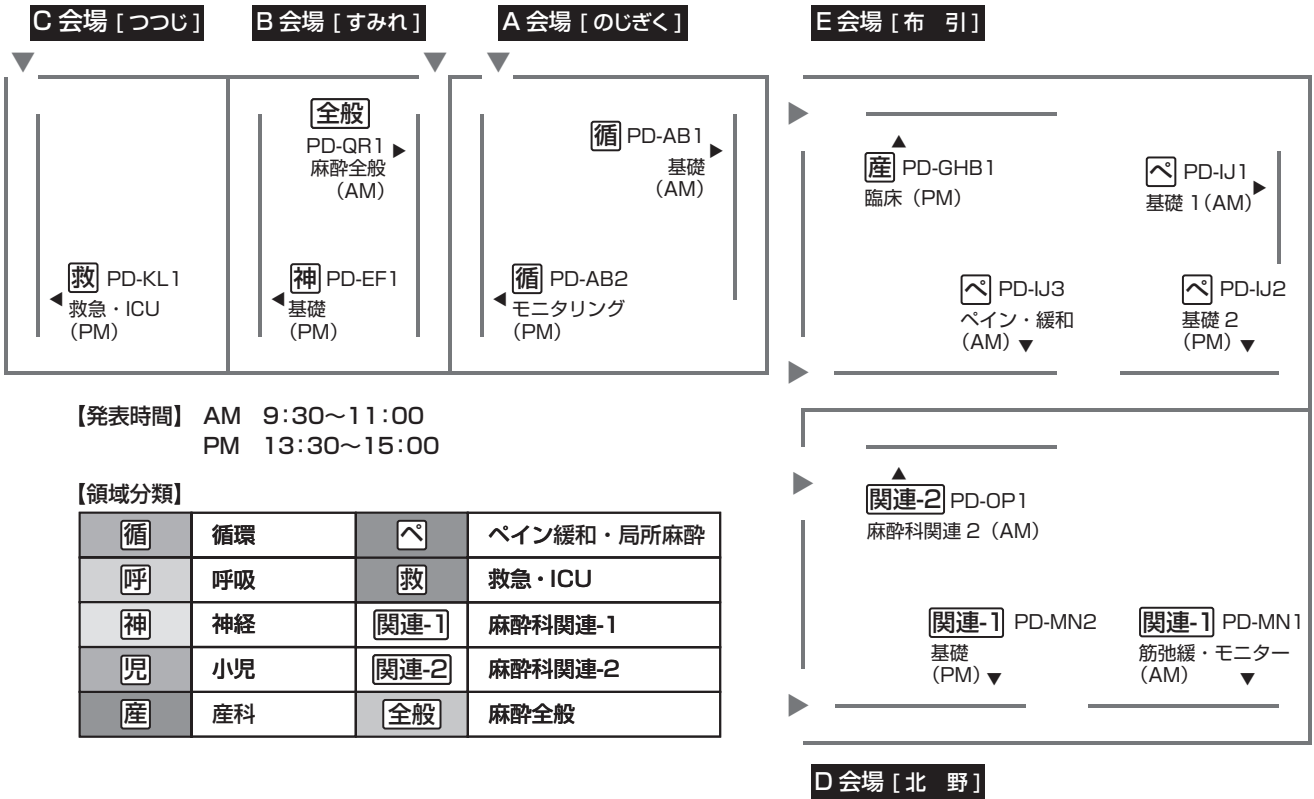 C 会場 [ つつじ ]
B 会場 [ すみれ ]
A 会場 [ のじぎく ]
E 会場 [ 布　引 ]
全般
PD-QR1
麻酔全般
（AM）
循 PD-AB1
基礎
（AM）
救 PD-KL1
救急・ICU
（PM）
神 PD-EF1
基礎
（PM）
循 PD-AB2
モニタリング
（PM）
産 PD-GHB1
臨床（PM）
ペ PD-IJ1
基礎 1（AM）
ペ PD-IJ3
ペイン・緩和
（AM）
ペ PD-IJ2
基礎 2
（PM）
【発表時間】 AM 9：30～11：00
PM 13：30～15：00
【領域分類】
循 循環 ペ ペイン緩和・局所麻酔
呼 呼吸 救 救急・ICU
神 神経 関連-1 麻酔科関連-1
児 小児 関連-2 麻酔科関連-2
産 産科 全般 麻酔全般
関連-2 PD-OP1
麻酔科関連 2（AM）
関連-1 PD-MN2
基礎
（PM）
関連-1 PD-MN1
筋弛緩・モニター
（AM）
D 会場 [ 北　野 ]